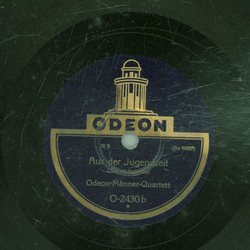 ODEON
Aus der Jugendzeit
Odeon-Männer-Quartett
O-2430 b